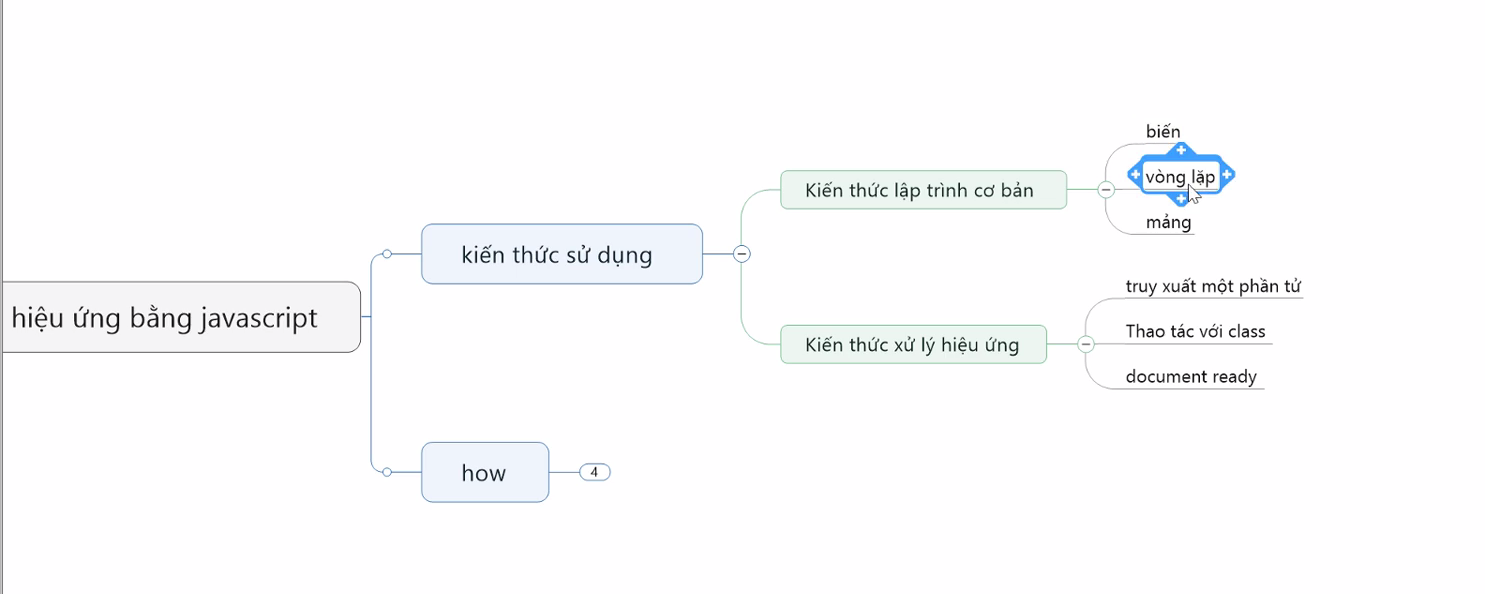 hiệu ứng bằng javascript
kiến thức sử dụng
Kiến thức lập trình cơ bản
biến
vòng lặp
mảng
Kiến thức xử lý hiệu ứng
truy xuất một phần tử
Thao tác với class
document ready
how
4